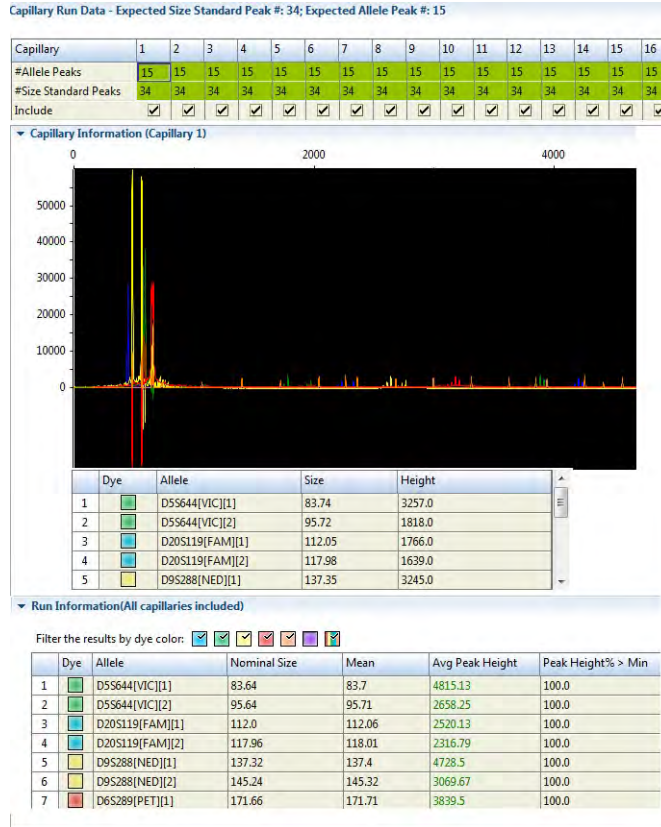 Capillary Run Data - Expected Size Standard Peak #: 34; Expected Allele Peak #: 15
Capillary 1 2 3 4 5 6 7 8 9 10 11 12 13 14 15 16
#Allele Peaks 15 15 15 15 15 15 15 15 15 15 15 15 15 15 15 15
#Size Standard Peaks 34 34 34 34 34 34 34 34 34 34 34 34 34 34 34 34
Include
Capillary Information (Capillary 1)
0 2000 4000
50000
40000
30000
20000
10000
0
Dye Allele Size Height
1 D5S644[VIC][1] 83.74 3257.0
2 D5S644[VIC][2] 95.72 1818.0
3 D20S119[FAM][1] 112.05 1766.0
4 D20S119[FAM][2] 117.98 1639.0
5 D9S288[NED][1] 137.35 3245.0
Run Information(All capillaries included)
Filter the results by dye color:
Dye Allele Nominal Size Mean Avg Peak Height Peak Height% > Min
1 D5S644[VIC][1] 83.64 83.7 4815.13 100.0
2 D5S644[VIC][2] 95.64 95.71 2658.25 100.0
3 D20S119[FAM][1] 112.0 112.06 2520.13 100.0
4 D20S119[FAM][2] 117.96 118.01 2316.79 100.0
5 D9S288[NED][1] 137.32 137.4 4728.5 100.0
6 D9S288[NED][2] 145.24 145.32 3069.67 100.0
7 D6S289[PET][1] 171.66 171.71 3839.5 100.0